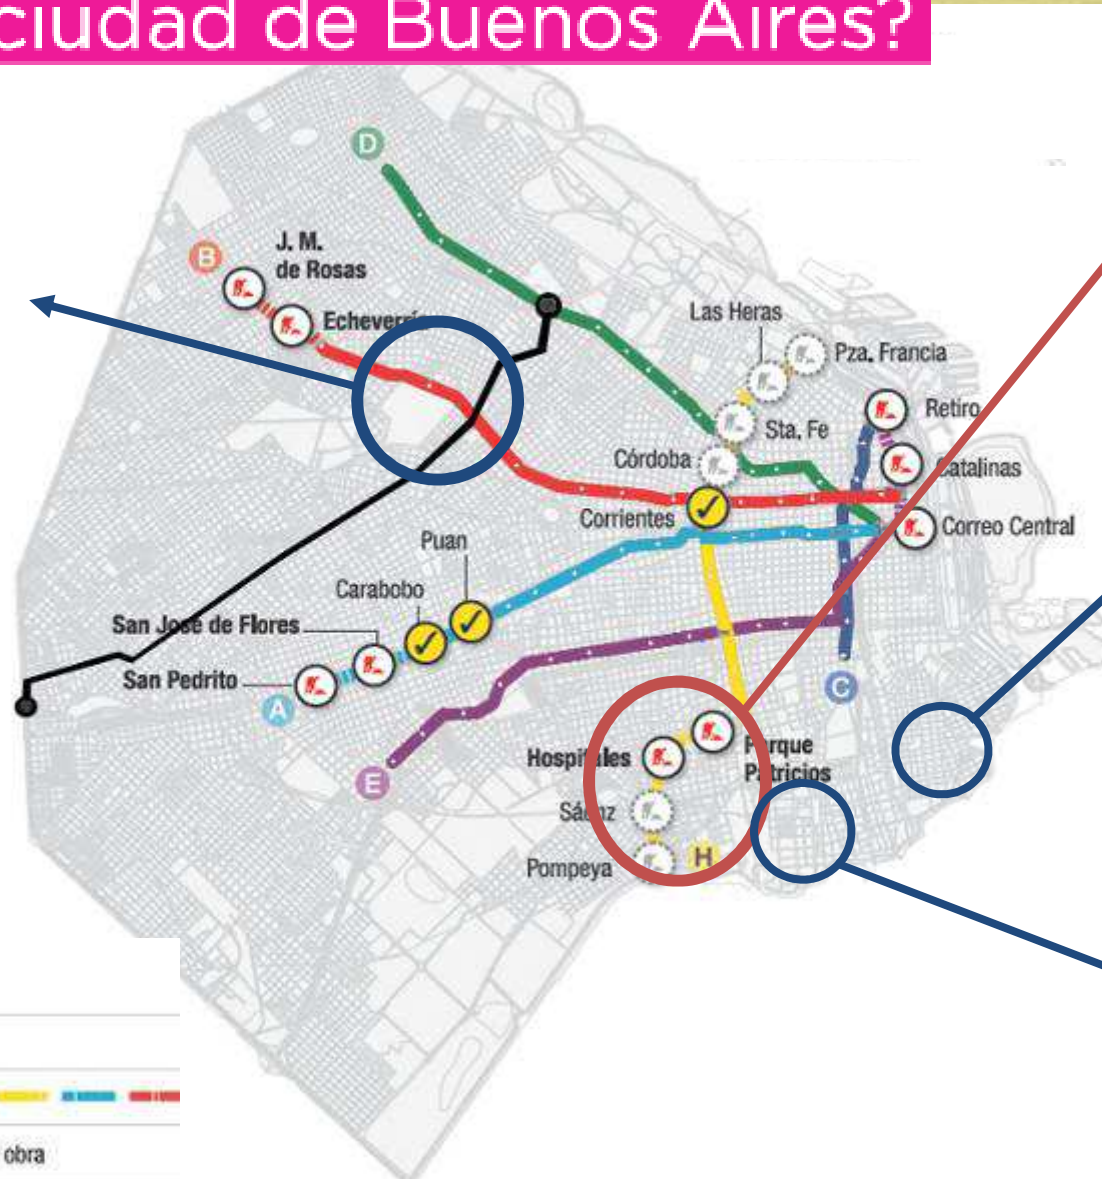 ciudad de Buenos Aires?
D
B
J. M.
de Rosas
Echeverría
Las Heras
Pza. Francia
Retiro
Sta. Fe
Córdoba
Catalinas
Corrientes
Correo Central
Puan
Carabobo
San José de Flores
San Pedrito
A
C
E
Hospitales
Parque
Patricios
Sáenz
Pompeya
H
obra